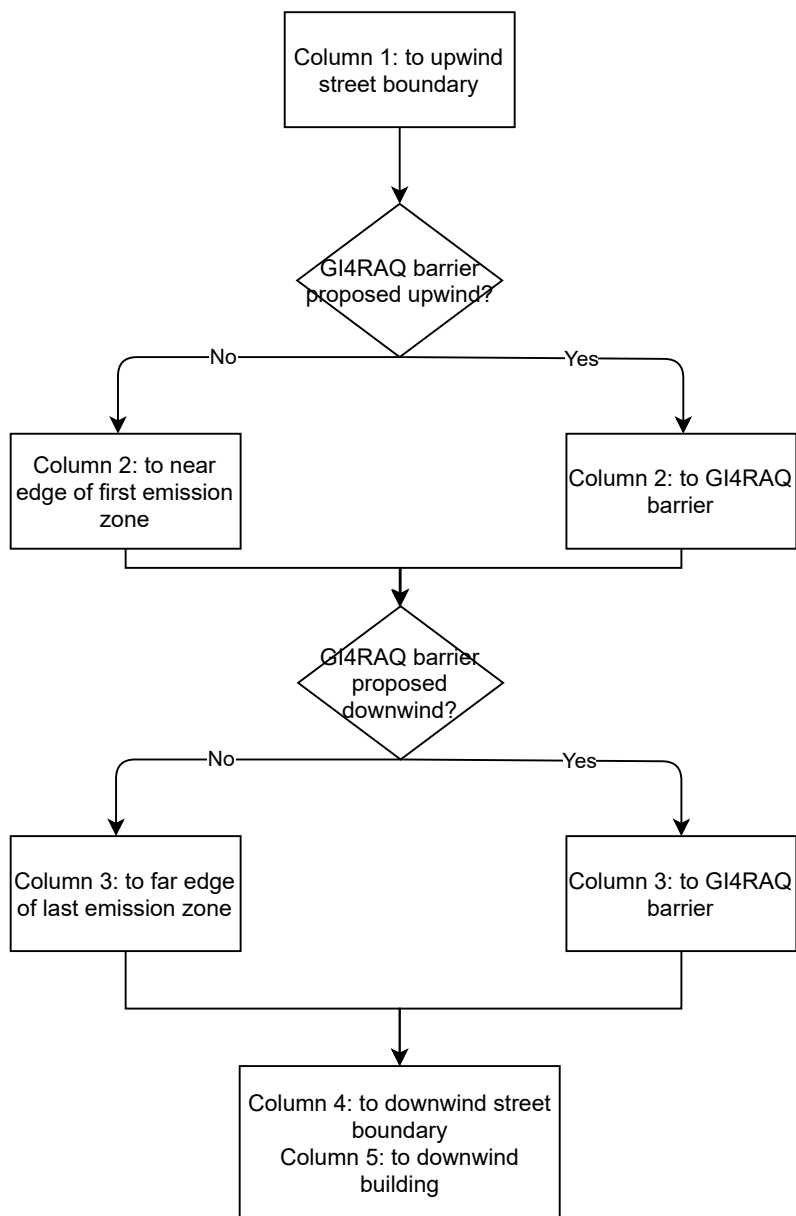 Column 1: to upwind
street boundary
GI4RAQ barrier
proposed upwind?
No
Yes
Column 2: to near
edge of first emission
zone
Column 2: to GI4RAQ
barrier
GI4RAQ barrier
proposed
downwind?
No
Yes
Column 3: to far edge
of last emission zone
Column 3: to GI4RAQ
barrier
Column 4: to downwind street
boundary
Column 5: to downwind
building